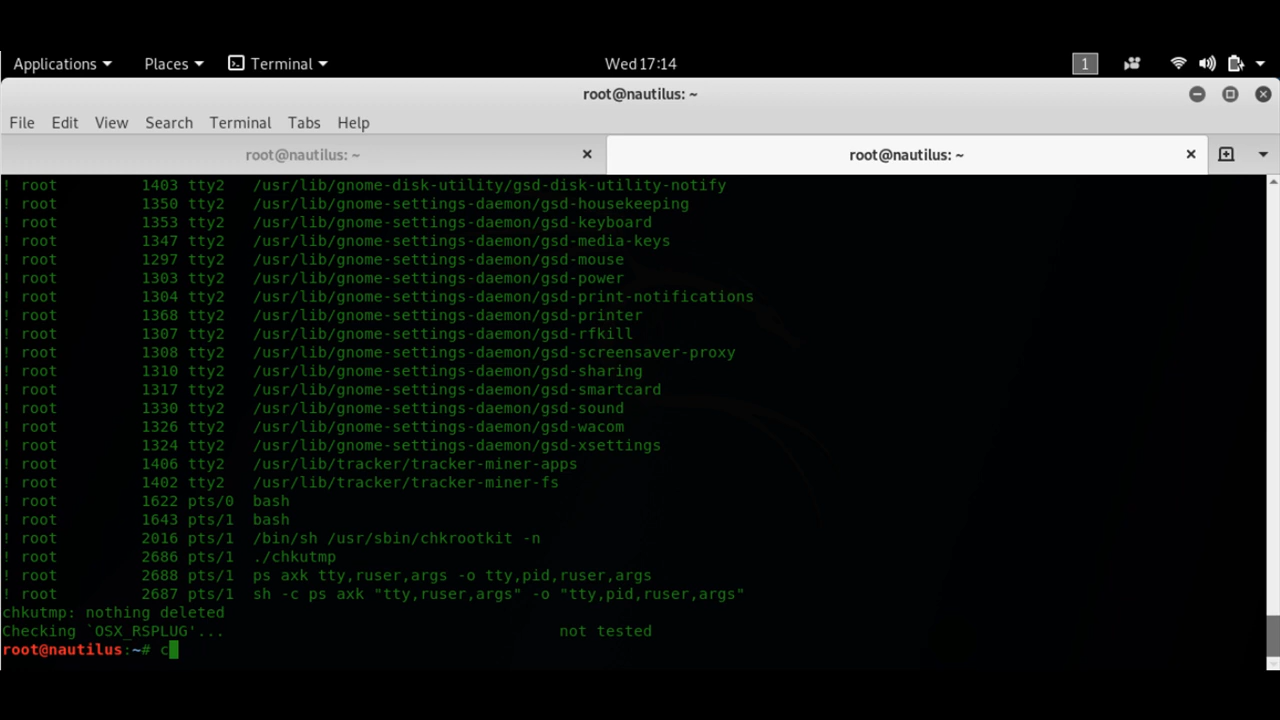 Applications Places Terminal Wed 17:14 1
root@nautilus: ~
File Edit View Search Terminal Tabs Help
root@nautilus: ~ root@nautilus: ~
! root 1403 tty2 /usr/lib/gnome-disk-utility/gsd-disk-utility-notify
! root 1350 tty2 /usr/lib/gnome-settings-daemon/gsd-housekeeping
! root 1353 tty2 /usr/lib/gnome-settings-daemon/gsd-keyboard
! root 1347 tty2 /usr/lib/gnome-settings-daemon/gsd-media-keys
! root 1297 tty2 /usr/lib/gnome-settings-daemon/gsd-mouse
! root 1303 tty2 /usr/lib/gnome-settings-daemon/gsd-power
! root 1304 tty2 /usr/lib/gnome-settings-daemon/gsd-print-notifications
! root 1368 tty2 /usr/lib/gnome-settings-daemon/gsd-printer
! root 1307 tty2 /usr/lib/gnome-settings-daemon/gsd-rfkill
! root 1308 tty2 /usr/lib/gnome-settings-daemon/gsd-screensaver-proxy
! root 1310 tty2 /usr/lib/gnome-settings-daemon/gsd-sharing
! root 1317 tty2 /usr/lib/gnome-settings-daemon/gsd-smartcard
! root 1330 tty2 /usr/lib/gnome-settings-daemon/gsd-sound
! root 1326 tty2 /usr/lib/gnome-settings-daemon/gsd-wacom
! root 1324 tty2 /usr/lib/gnome-settings-daemon/gsd-xsettings
! root 1406 tty2 /usr/lib/tracker/tracker-miner-apps
! root 1402 tty2 /usr/lib/tracker/tracker-miner-fs
! root 1622 pts/0 bash
! root 1643 pts/1 bash
! root 2016 pts/1 /bin/sh /usr/sbin/chkrootkit -n
! root 2686 pts/1 ./chkutmp
! root 2688 pts/1 ps axk tty,ruser,args -o tty,pid,ruser,args
! root 2687 pts/1 sh -c ps axk "tty,ruser,args" -o "tty,pid,ruser,args"
chkutmp: nothing deleted
Checking `OSX_RSPLUG'... not tested
root@nautilus:~# c